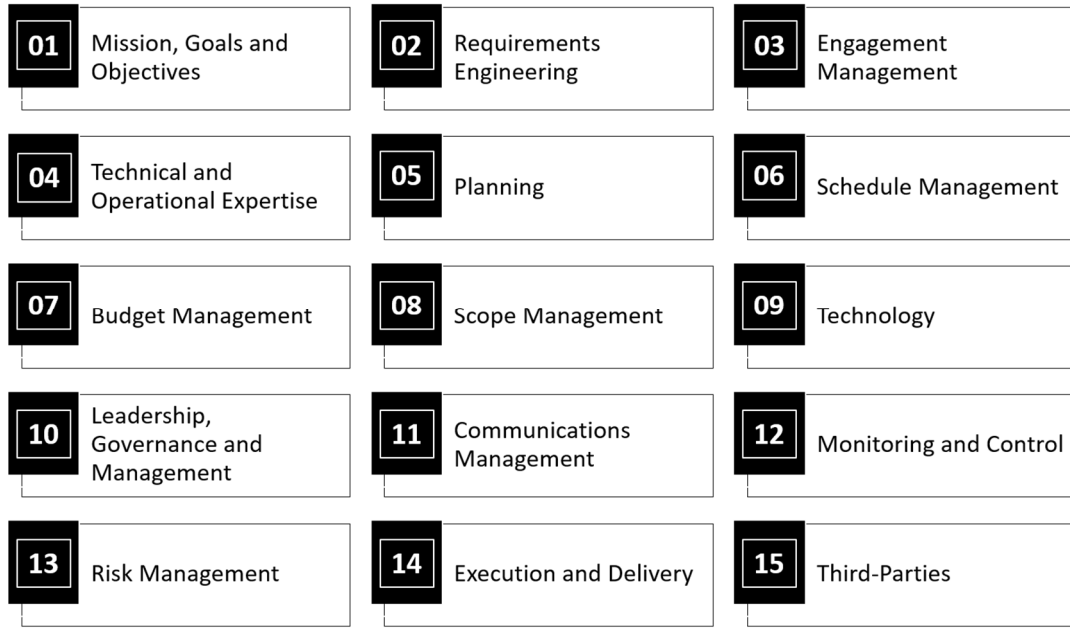 01
Mission, Goals and
Objectives
02
Requirements
Engineering
03
Engagement
Management
04
Technical and
Operational Expertise
05
Planning
06
Schedule Management
07
Budget Management
08
Scope Management
09
Technology
10
Leadership,
Governance and
Management
11
Communications
Management
12
Monitoring and Control
13
Risk Management
14
Execution and Delivery
15
Third-Parties